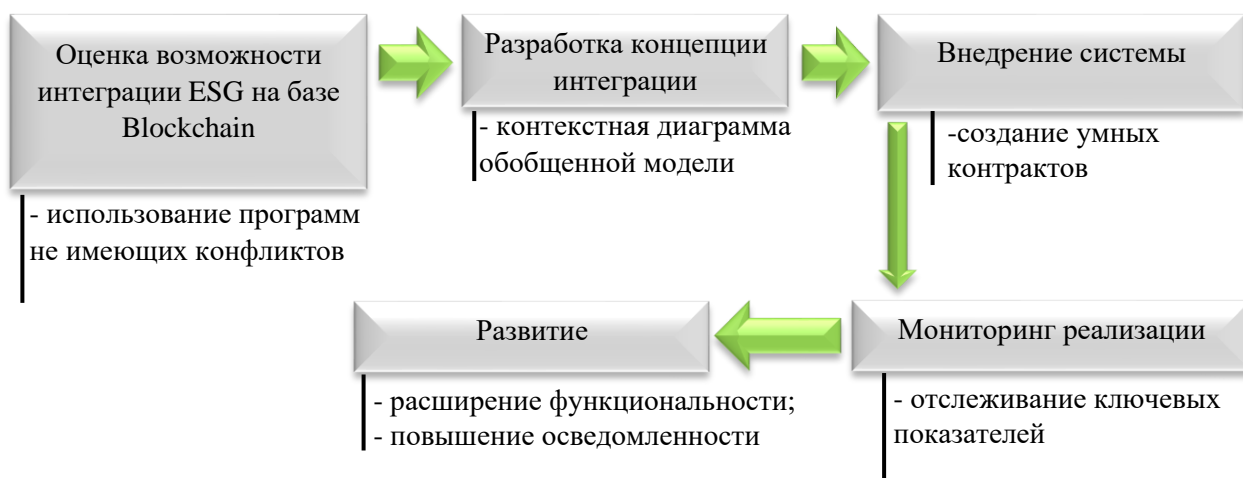 Оценка возможности
интеграции ESG на базе
Blockchain
- использование программ
не имеющих конфликтов
Разработка концепции
интеграции
- контекстная диаграмма
обобщенной модели
Внедрение системы
-создание умных
контрактов
Мониторинг реализации
- отслеживание ключевых
показателей
Развитие
- расширение функциональности;
- повышение осведомленности